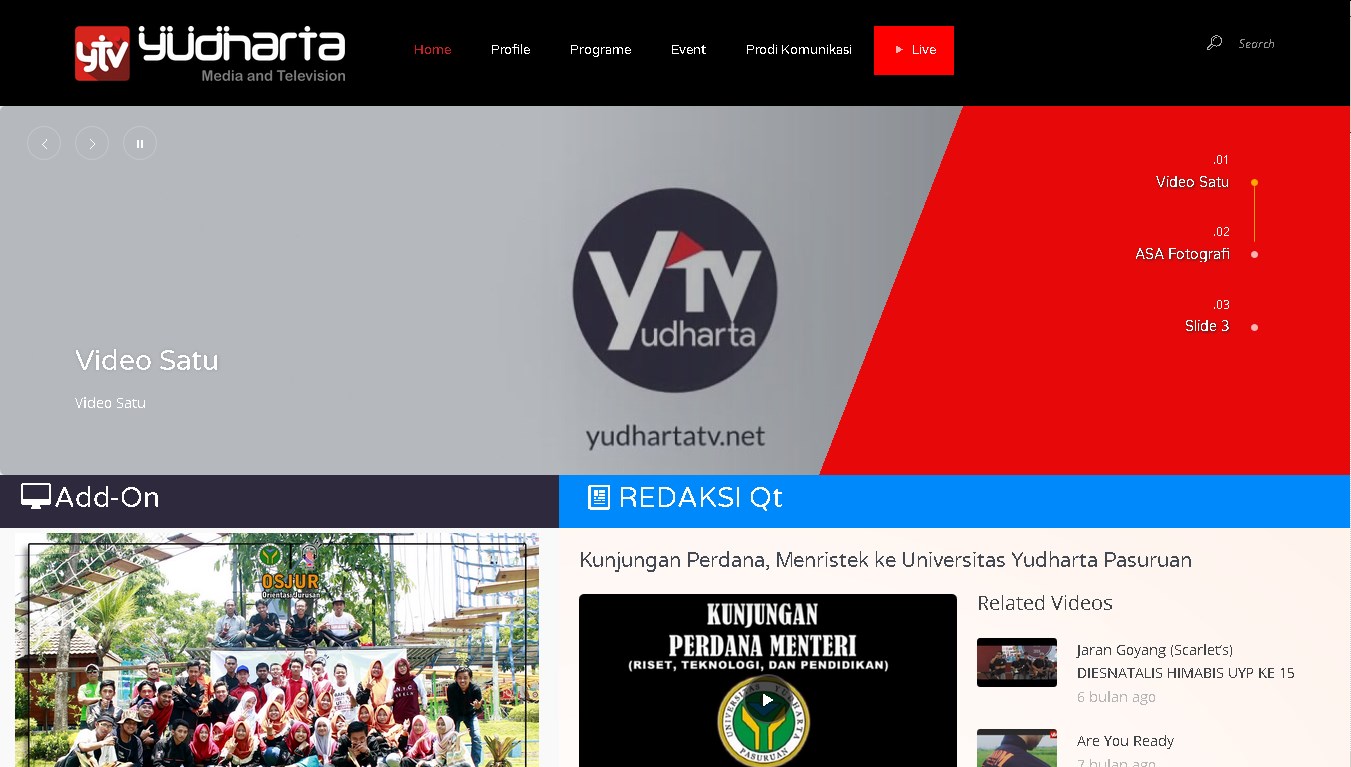 YTV YUDHARTA
Media and Television
Home
Profile
Programe
Event
Prodi Komunikasi
Live
Search
.01
Video Satu
.02
ASA Fotografi
.03
Slide 3
YTV
Yudharta
yudhartatv.net
Video Satu
Video Satu
Add-On
REDAKSI Qt
OSJUR
Orientasi Jurusan
Kunjungan Perdana, Menristek ke Universitas Yudharta Pasuruan
KUNJUNGAN
PERDANA MENTERI
(RISET, TEKNOLOGI, DAN PENDIDIKAN)
UNIVERSITAS YUDHARTA
PASURUAN
Related Videos
Jaran Goyang (Scarlet's)
DIESNATALIS HIMABIS UYP KE 15
6 bulan ago
Are You Ready
7 bulan ago